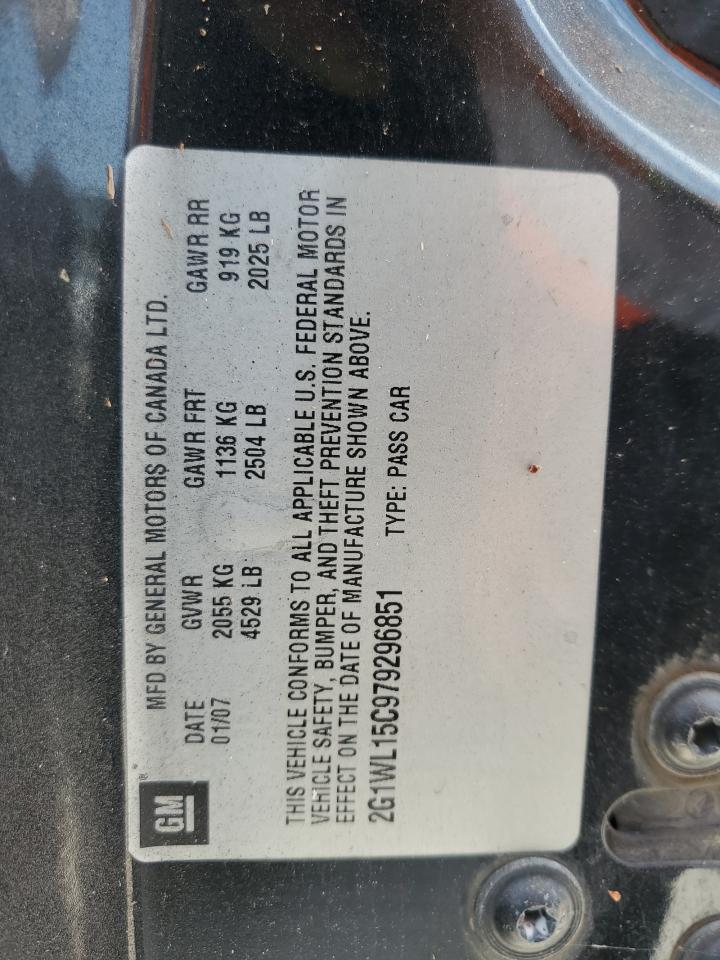 GM
MFD BY GENERAL MOTORS OF CANADA LTD.
DATE GVWR GAWR FRT GAWR RR
01/07 2055 KG 1136 KG 919 KG
4529 LB 2504 LB 2025 LB
THIS VEHICLE CONFORMS TO ALL APPLICABLE U.S. FEDERAL MOTOR
VEHICLE SAFETY, BUMPER, AND THEFT PREVENTION STANDARDS IN
EFFECT ON THE DATE OF MANUFACTURE SHOWN ABOVE.
2G1WL15C979296851 TYPE: PASS CAR